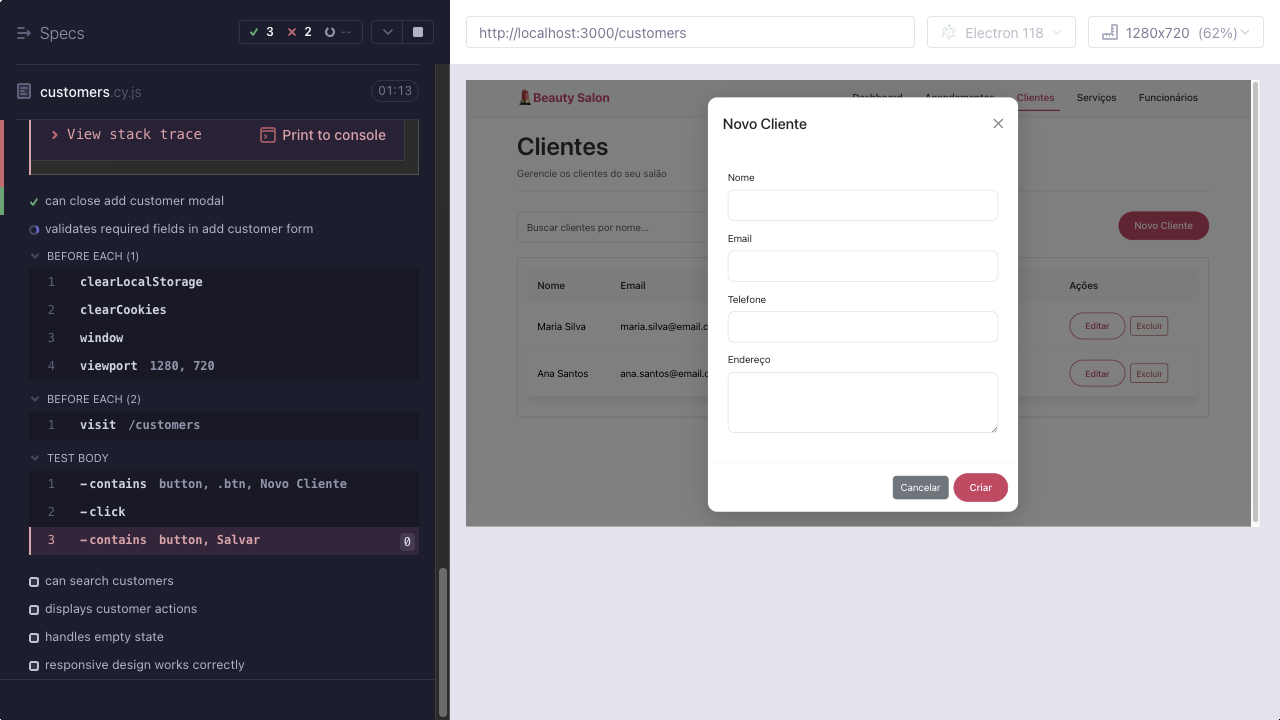 Specs
3 2 --
customers.cy.js 01:13
View stack trace Print to console
can close add customer modal
validates required fields in add customer form
BEFORE EACH (1)
1 clearLocalStorage
2 clearCookies
3 window
4 viewport 1280, 720
BEFORE EACH (2)
1 visit /customers
TEST BODY
1 -contains button, .btn, Novo Cliente
2 -click
3 -contains button, Salvar 0
can search customers
displays customer actions
handles empty state
responsive design works correctly
http://localhost:3000/customers Electron 118 1280x720 (62%)
Beauty Salon Dashboard Agendamentos Clientes Serviços Funcionários
Clientes
Gerencie os clientes do seu salão
Buscar clientes por nome... Novo Cliente
Nome Email Ações
Maria Silva maria.silva@email.c Editar Excluir
Ana Santos ana.santos@email.c Editar Excluir
Novo Cliente
Nome
Email
Telefone
Endereço
Cancelar Criar